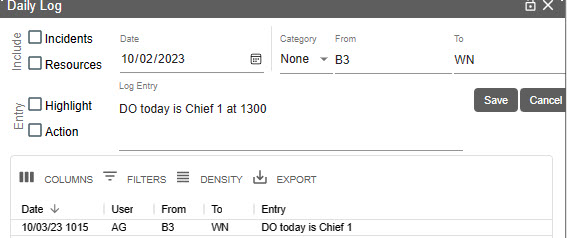 Daily Log
Include
Incidents
Resources
Date
10/02/2023
Category
None
From
B3
To
WN
Entry
Highlight
Action
Log Entry
DO today is Chief 1 at 1300
Save
Cancel
COLUMNS FILTERS DENSITY EXPORT
Date User From To Entry
10/03/23 1015 AG B3 WN DO today is Chief 1